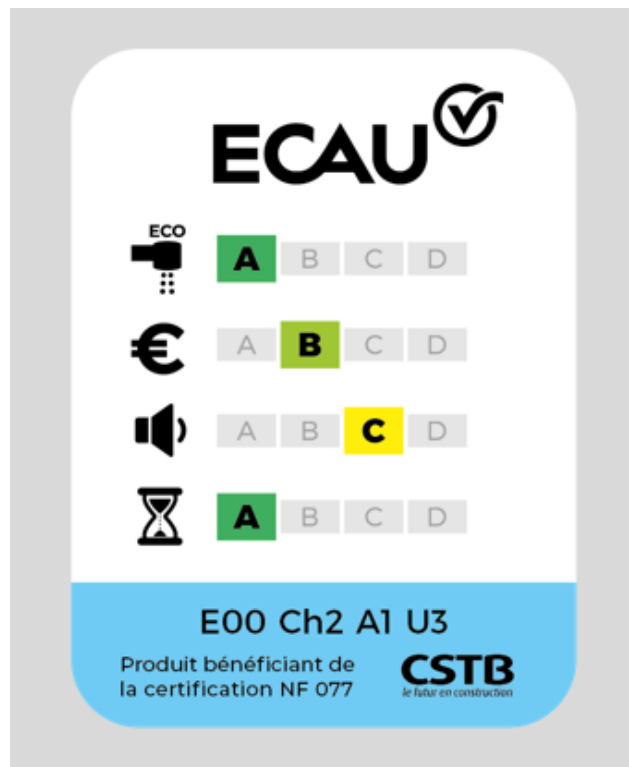 ECAU
ECO
A B C D
€ A B C D
A B C D
A B C D
E00 Ch2 A1 U3
Produit bénéficiant de
la certification NF 077
CSTB
le futur en construction